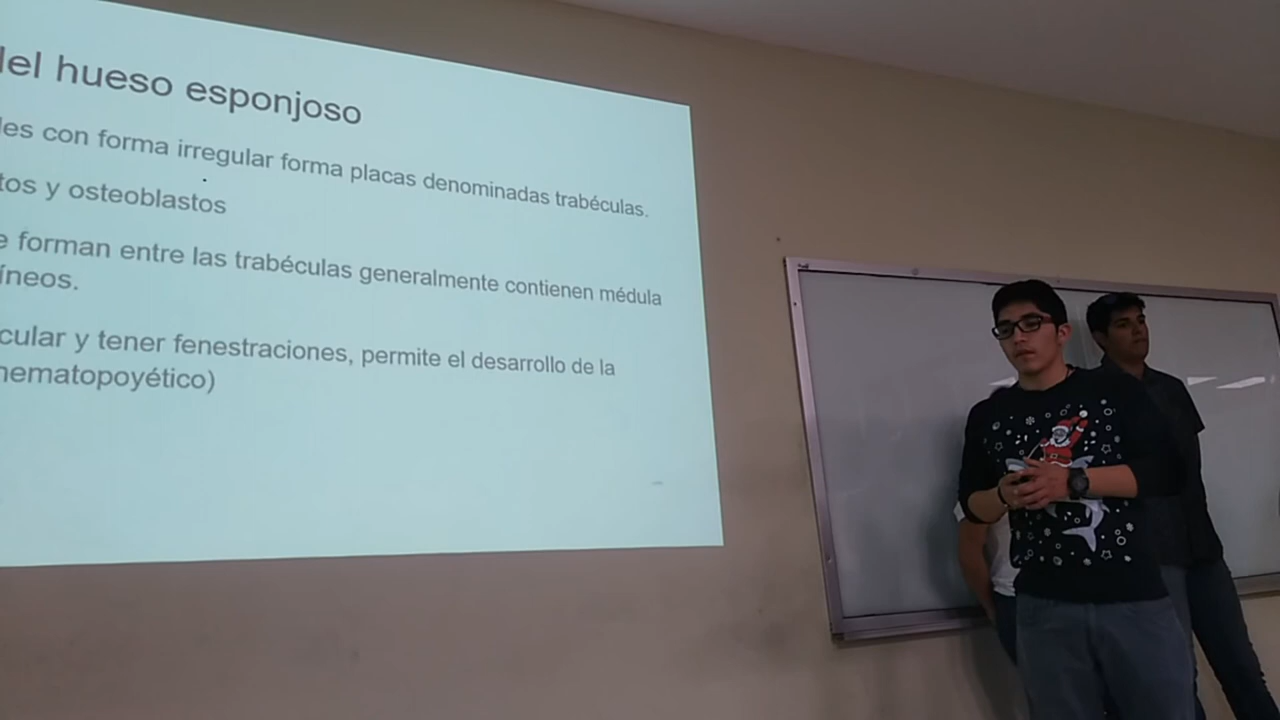 del hueso esponjoso
les con forma irregular forma placas denominadas trabéculas.
tos y osteoblastos
e forman entre las trabéculas generalmente contienen médula
íneos.
cular y tener fenestraciones, permite el desarrollo de la
hematopoyético)